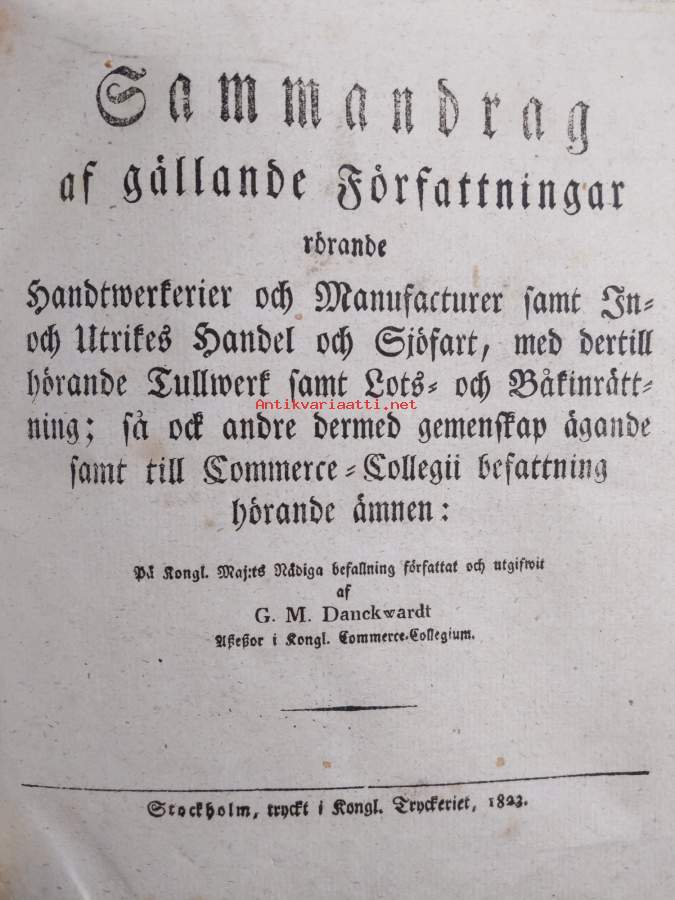 Sammandrag
af gällande Författningar
rörande
Handtwerkerier och Manufacturer samt In-
och Utrikes Handel och Sjöfart, med dertill
hörande Tullwerk samt Lots- och Båkinrätt-
Antikvariaatti.net
ning; så ock andre dermed gemenskap ägande
samt till Commerce-Collegii befattning
hörande ämnen:
På Kongl. Maj:ts Nådiga befallning författat och utgifwit
af
G. M. Danckwardt
Aßeßor i Kongl. Commerce-Collegium.
Stockholm, tryckt i Kongl. Tryckeriet, 1823.